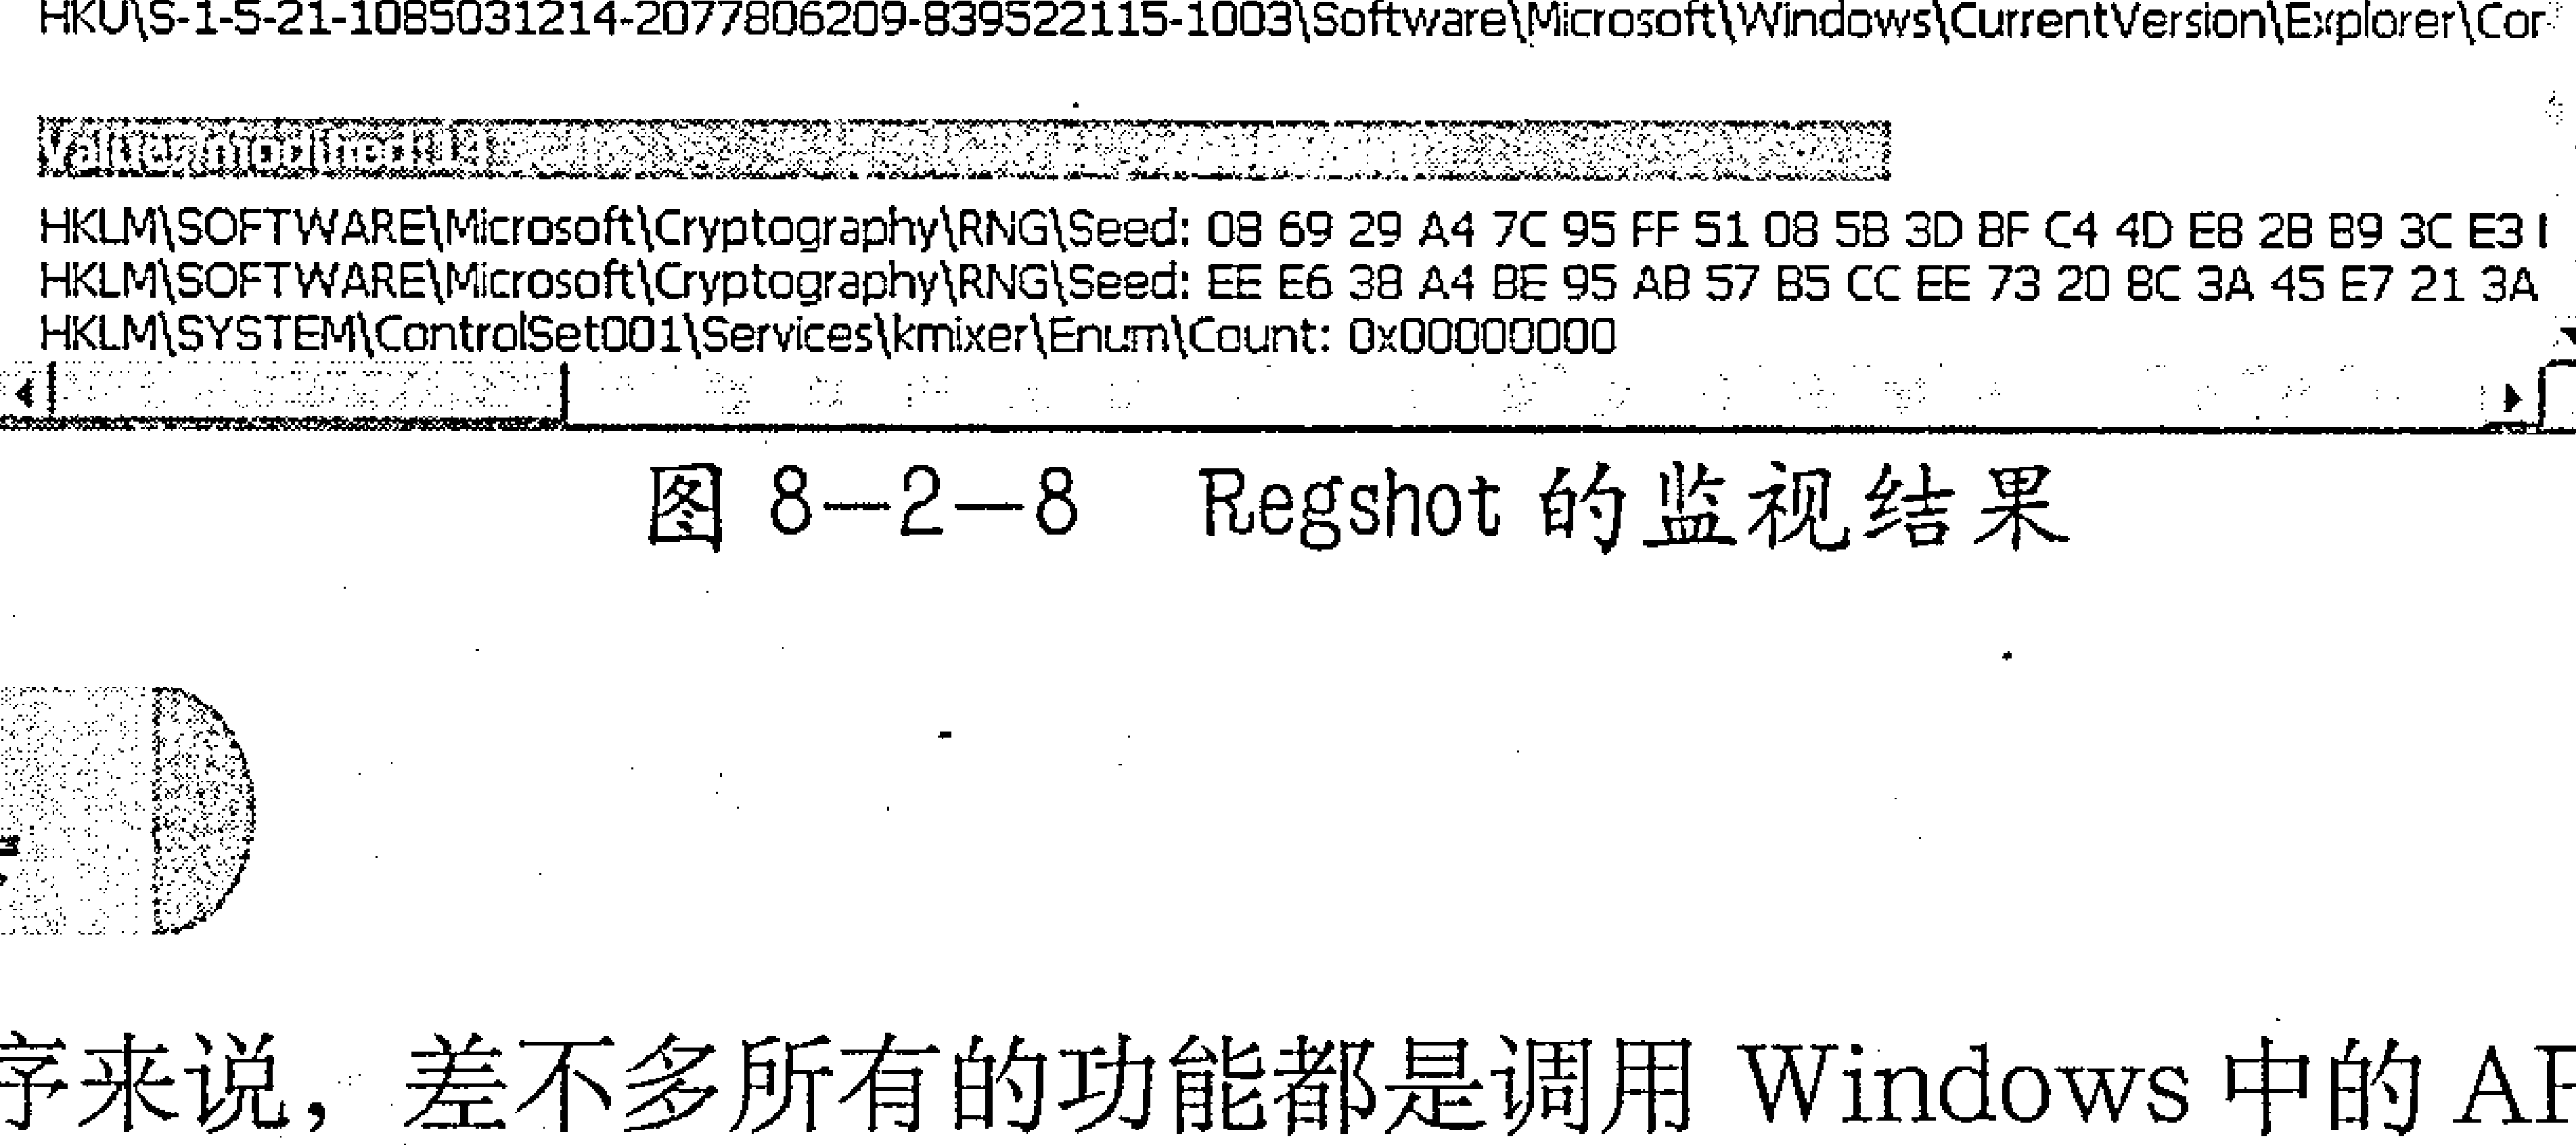 HKU\S-1-5-21-1085031214-2077806209-839522115-1003\Software\Microsoft\Windows\CurrentVersion\Explorer\Cor
Values modified:14
HKLM\SOFTWARE\Microsoft\Cryptography\RNG\Seed: 08 69 29 A4 7C 95 FF 51 08 5B 3D BF C4 4D E8 2B B9 3C E3
HKLM\SOFTWARE\Microsoft\Cryptography\RNG\Seed: EE E6 38 A4 BE 95 AB 57 B5 CC EE 73 20 8C 3A 45 E7 21 3A
HKLM\SYSTEM\ControlSet001\Services\kmixer\Enum\Count: 0x00000000
图 8—2—8 Regshot 的监视结果
序来说，差不多所有的功能都是调用 Windows 中的 AP